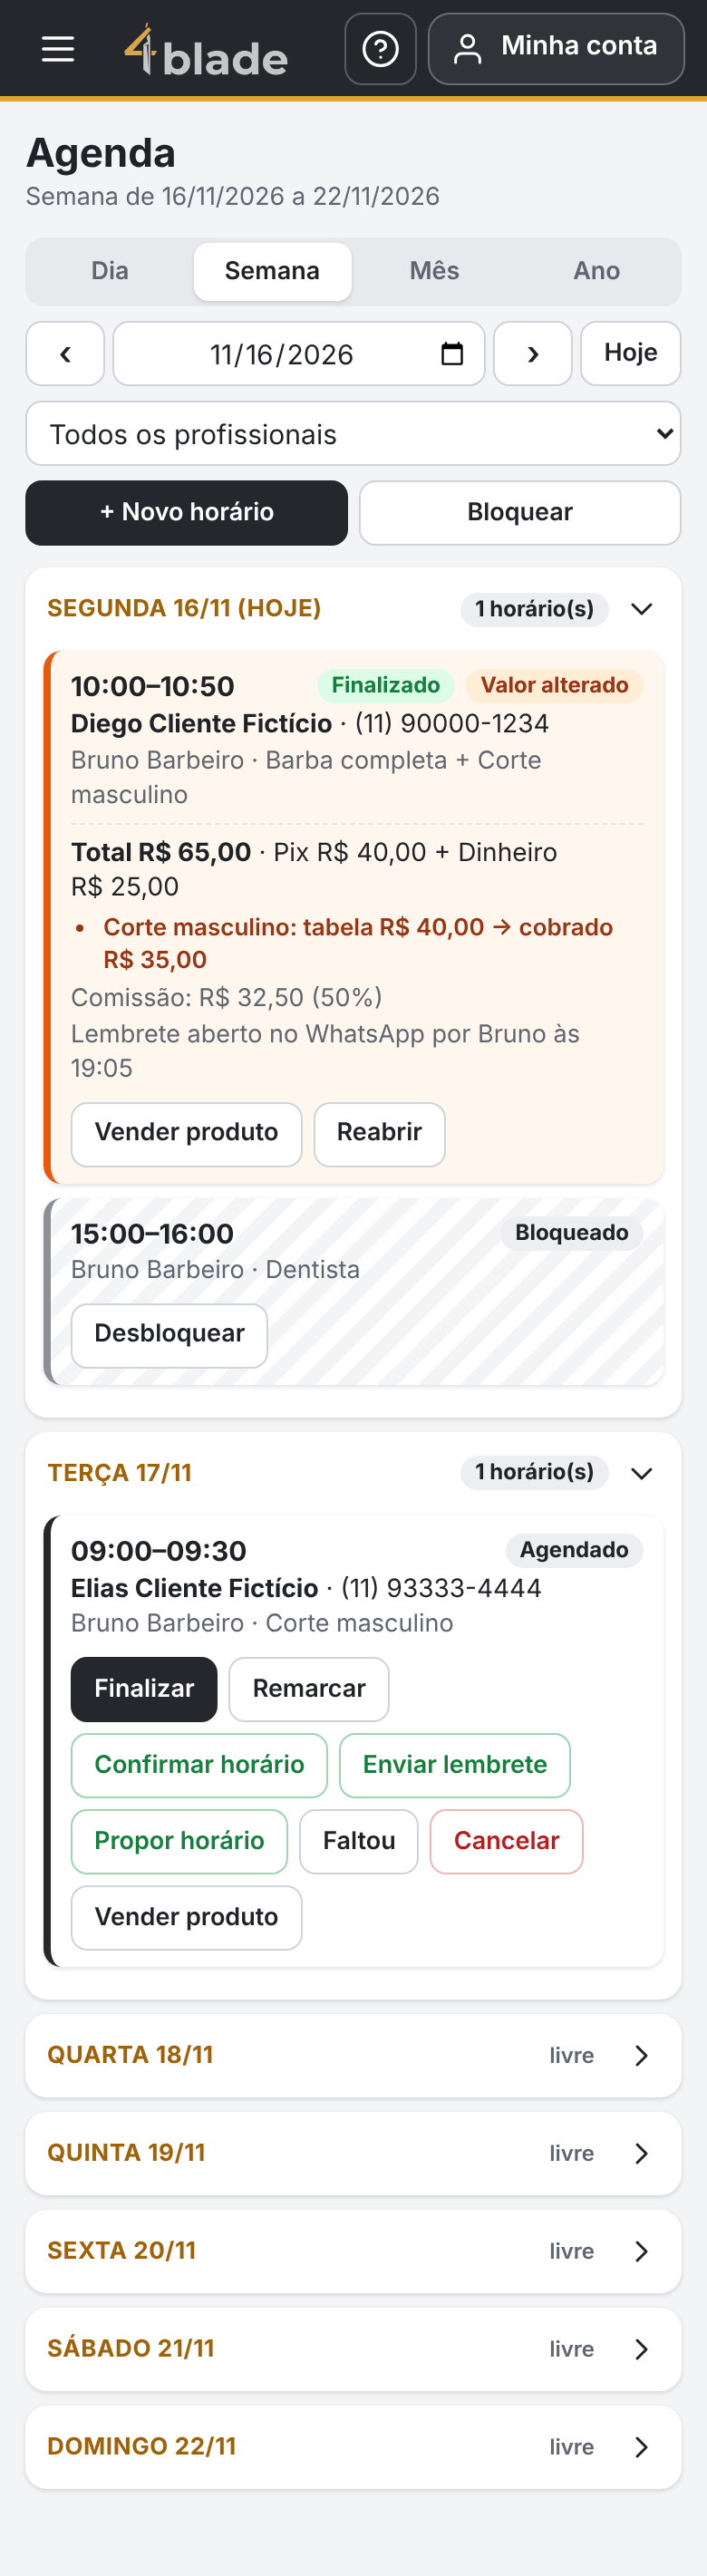 4blade
Minha conta
Agenda
Semana de 16/11/2026 a 22/11/2026
Dia Semana Mês Ano
‹ 11/16/2026 › Hoje
Todos os profissionais
+ Novo horário Bloquear
SEGUNDA 16/11 (HOJE) 1 horário(s)
10:00–10:50 Finalizado Valor alterado
Diego Cliente Fictício · (11) 90000-1234
Bruno Barbeiro · Barba completa + Corte
masculino
Total R$ 65,00 · Pix R$ 40,00 + Dinheiro
R$ 25,00
• Corte masculino: tabela R$ 40,00 → cobrado
R$ 35,00
Comissão: R$ 32,50 (50%)
Lembrete aberto no WhatsApp por Bruno às
19:05
Vender produto Reabrir
15:00–16:00 Bloqueado
Bruno Barbeiro · Dentista
Desbloquear
TERÇA 17/11 1 horário(s)
09:00–09:30 Agendado
Elias Cliente Fictício · (11) 93333-4444
Bruno Barbeiro · Corte masculino
Finalizar Remarcar
Confirmar horário Enviar lembrete
Propor horário Faltou Cancelar
Vender produto
QUARTA 18/11 livre
QUINTA 19/11 livre
SEXTA 20/11 livre
SÁBADO 21/11 livre
DOMINGO 22/11 livre